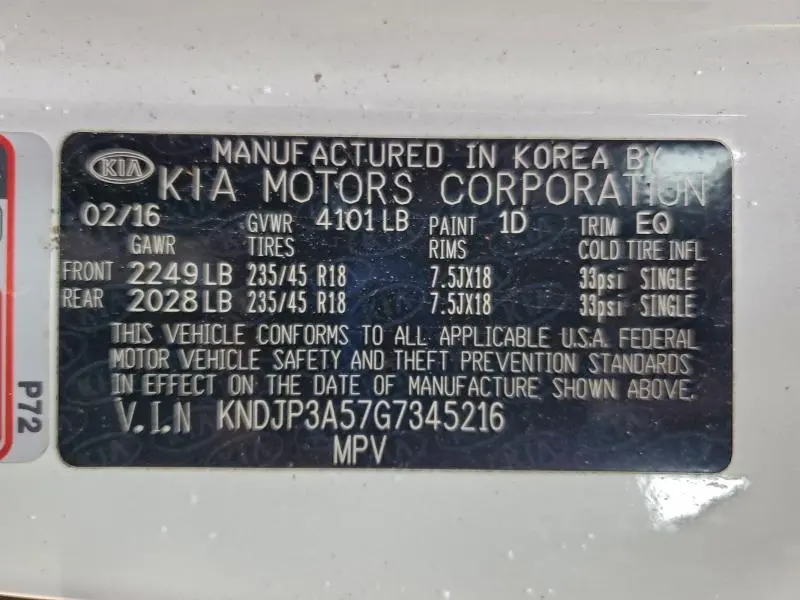 MANUFACTURED IN KOREA BY
KIA KIA MOTORS CORPORATION
02/16 GVWR 4101 LB PAINT 1D TRIM EQ
GAWR TIRES RIMS COLD TIRE INFL
FRONT 2249 LB 235/45 R18 7.5JX18 33psi SINGLE
REAR 2028 LB 235/45 R18 7.5JX18 33psi SINGLE
THIS VEHICLE CONFORMS TO ALL APPLICABLE U.S.A. FEDERAL
MOTOR VEHICLE SAFETY AND THEFT PREVENTION STANDARDS
IN EFFECT ON THE DATE OF MANUFACTURE SHOWN ABOVE.
V.I.N KNDJP3A57G7345216
MPV
P72